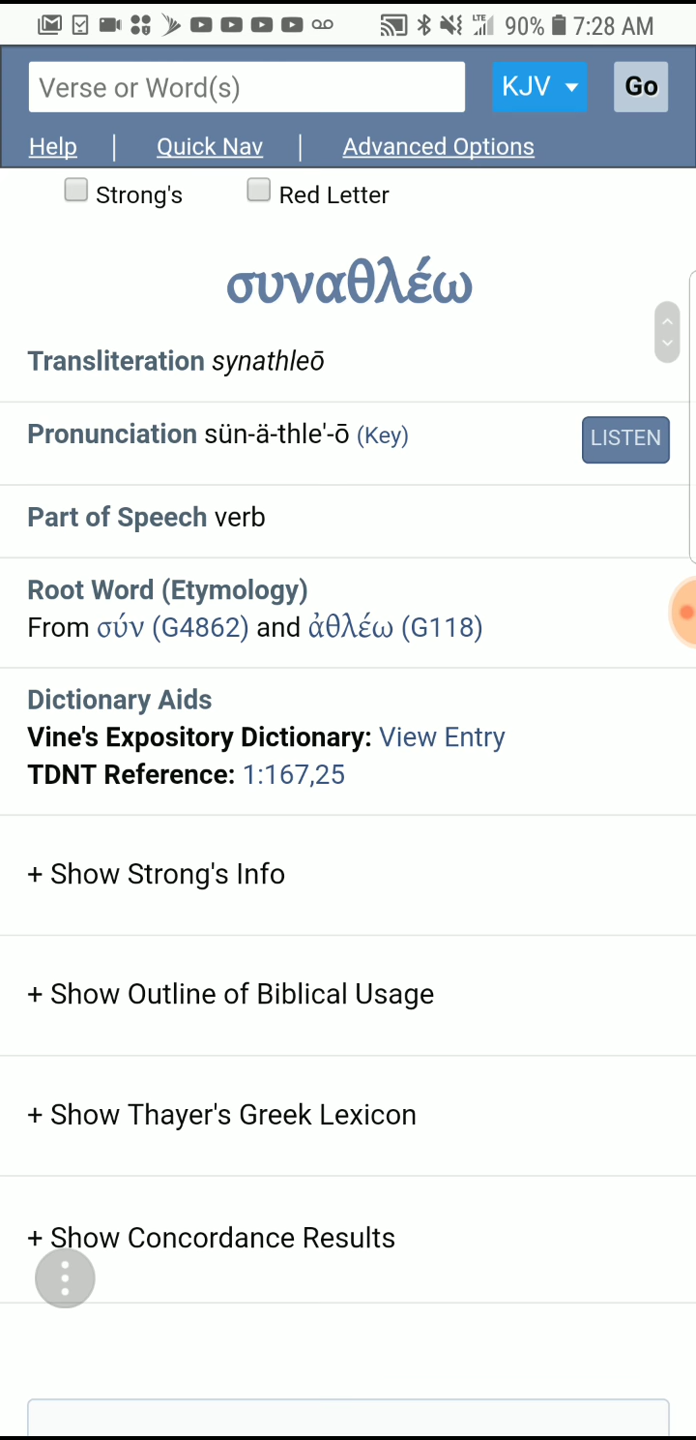 LTE 90% 7:28 AM
Verse or Word(s) KJV Go
Help | Quick Nav | Advanced Options
Strong's Red Letter
συναθλέω
Transliteration synathleō
Pronunciation sün-ä-thle'-ō (Key) LISTEN
Part of Speech verb
Root Word (Etymology)
From σύν (G4862) and ἀθλέω (G118)
Dictionary Aids
Vine's Expository Dictionary: View Entry
TDNT Reference: 1:167,25
+ Show Strong's Info
+ Show Outline of Biblical Usage
+ Show Thayer's Greek Lexicon
+ Show Concordance Results